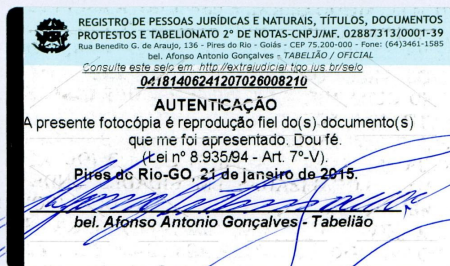 REGISTRO DE PESSOAS JURÍDICAS E NATURAIS, TÍTULOS, DOCUMENTOS
PROTESTOS E TABELIONATO 2° DE NOTAS-CNPJ/MF. 02887313/0001-39
Rua Benedito G. de Araujo, 136 - Pires do Rio - Goiás - CEP 75.200-000 - Fone: (64)3461-1585
bel. Afonso Antonio Gonçalves - TABELIÃO / OFICIAL
Consulte este selo em: http://extrajudicial.tjgo.jus.br/selo
04181406241207026008210
AUTENTICAÇÃO
A presente fotocópia é reprodução fiel do(s) documento(s)
que me foi apresentado. Dou fé.
(Lei nº 8.935/94 - Art. 7º-V).
Pires do Rio-GO, 21 de janeiro de 2015.
bel. Afonso Antonio Gonçalves - Tabelião